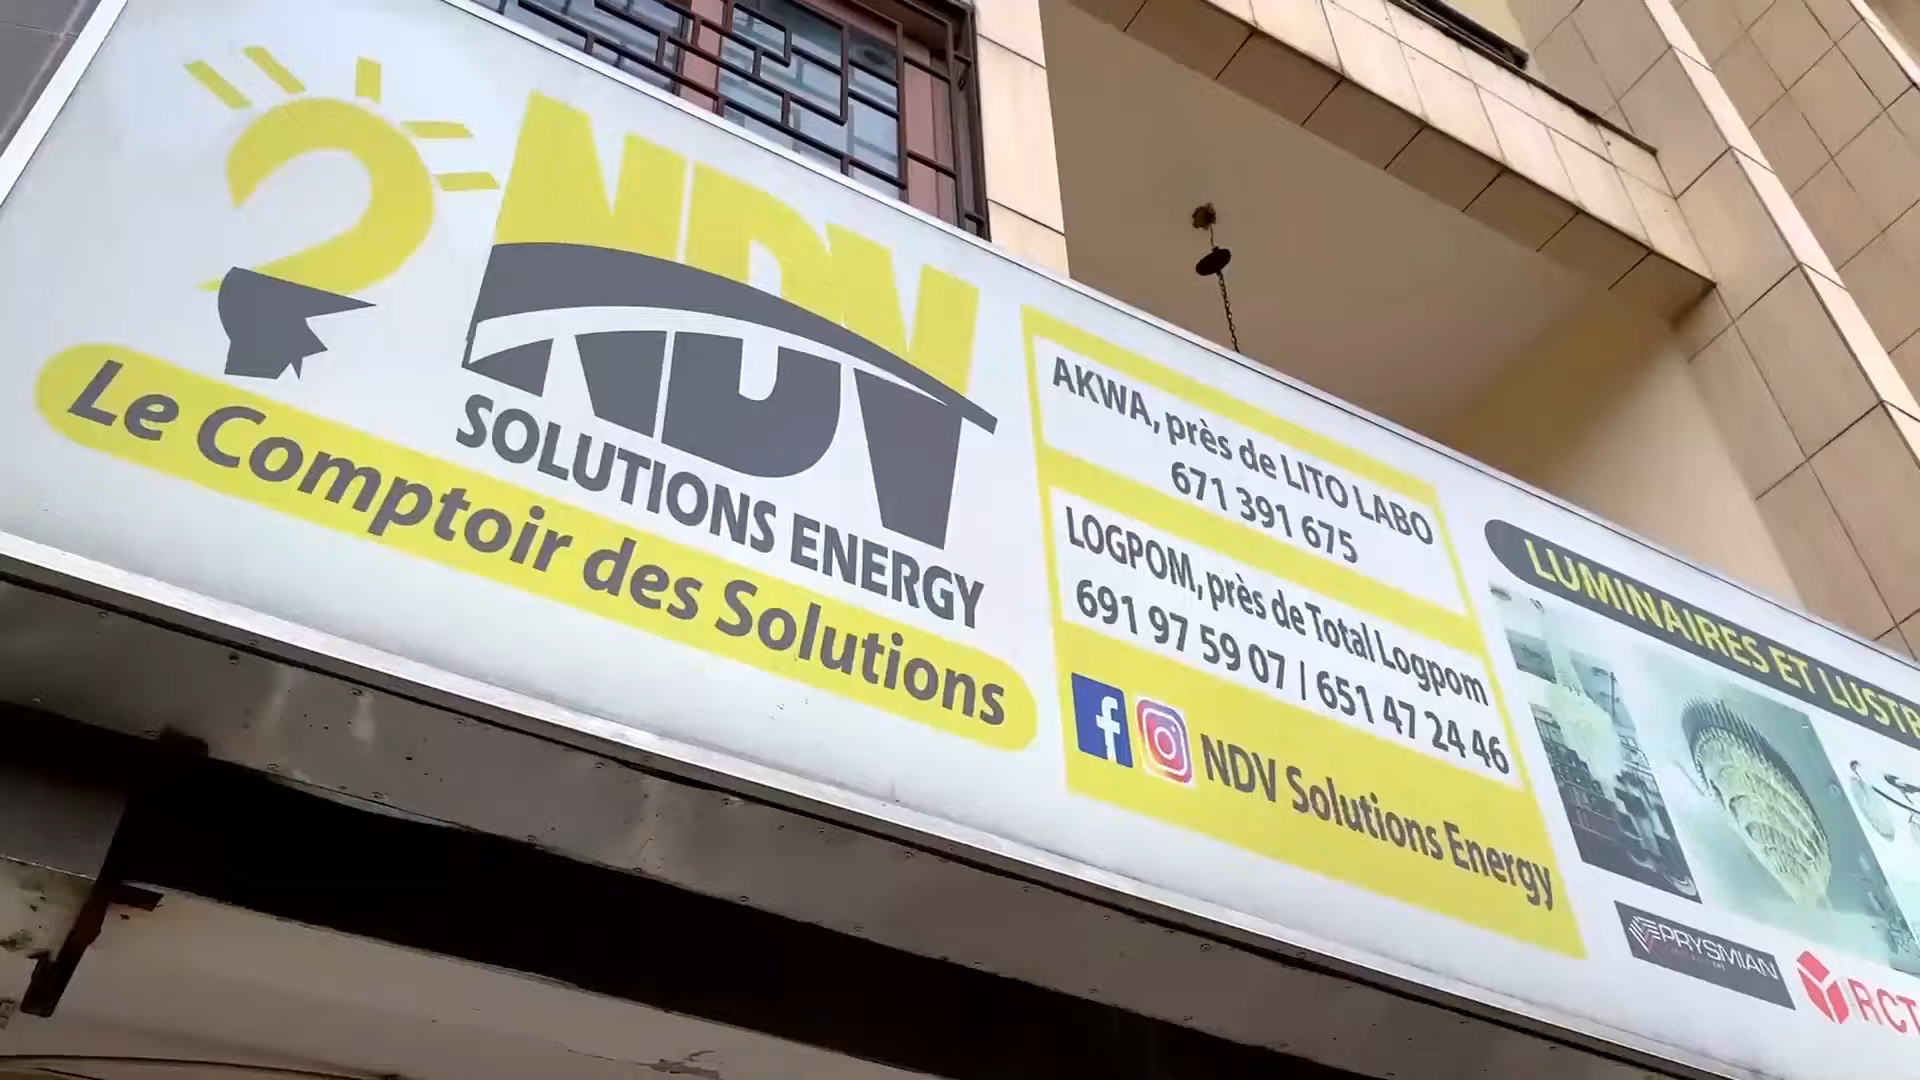 NDV
SOLUTIONS ENERGY
Le Comptoir des Solutions
AKWA, près de LITO LABO
671 391 675
LOGPOM, près de Total Logpom
691 97 59 07 | 651 47 24 46
NDV Solutions Energy
LUMINAIRES ET LUSTR
PRYSMIAN
RCT